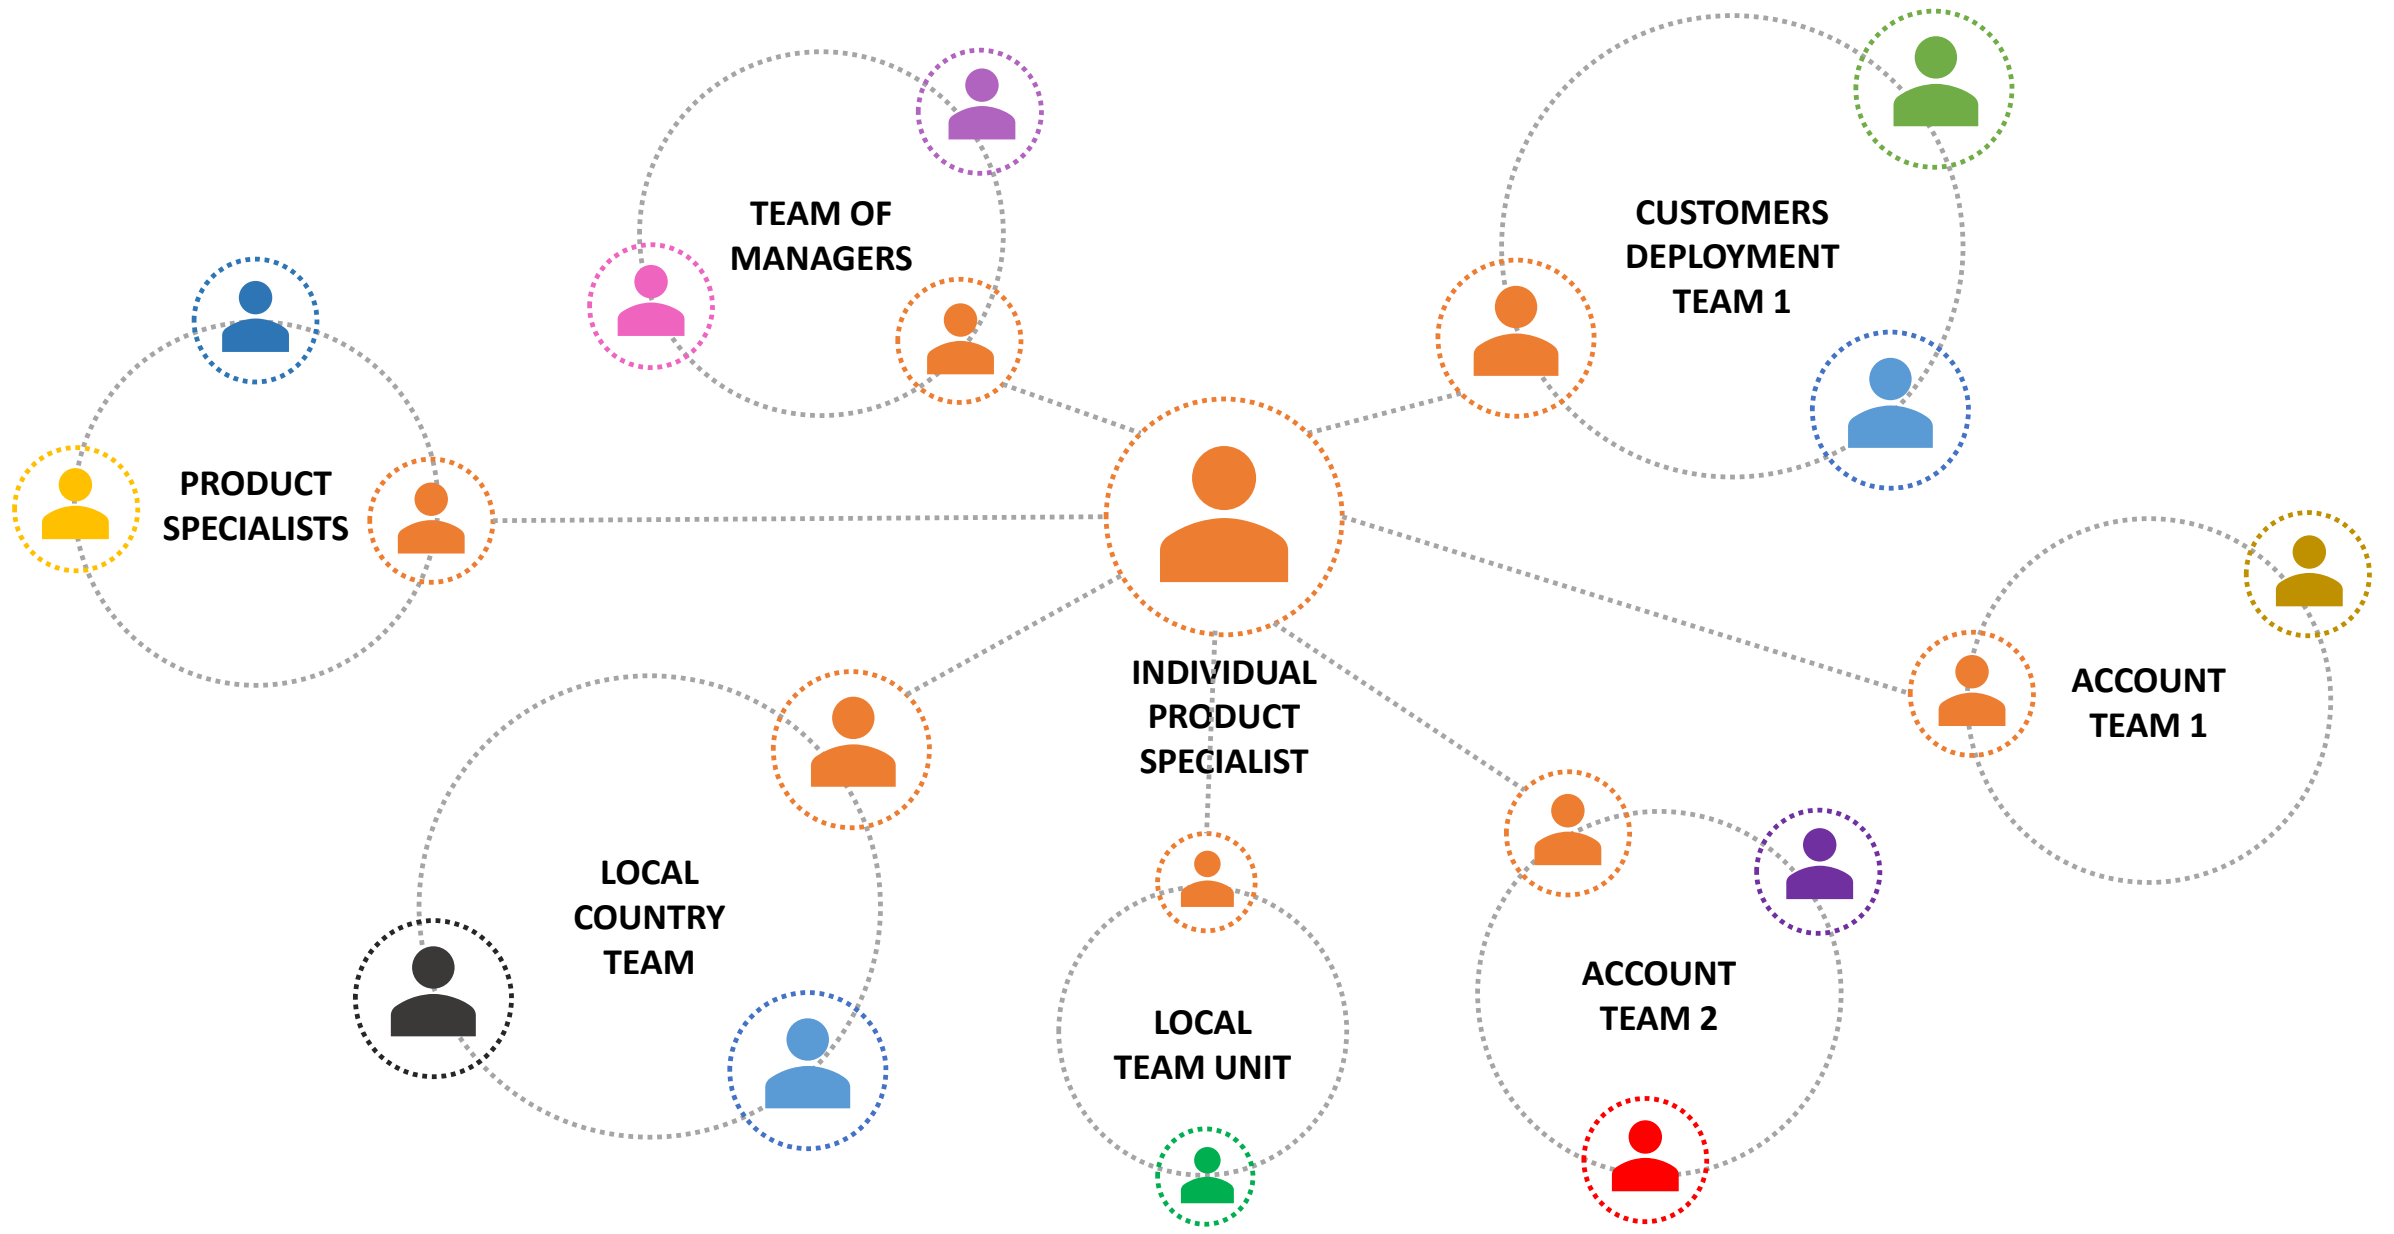 TEAM OF
MANAGERS
CUSTOMERS
DEPLOYMENT
TEAM 1
PRODUCT
SPECIALISTS
INDIVIDUAL
PRODUCT
SPECIALIST
ACCOUNT
TEAM 1
LOCAL
COUNTRY
TEAM
LOCAL
TEAM UNIT
ACCOUNT
TEAM 2